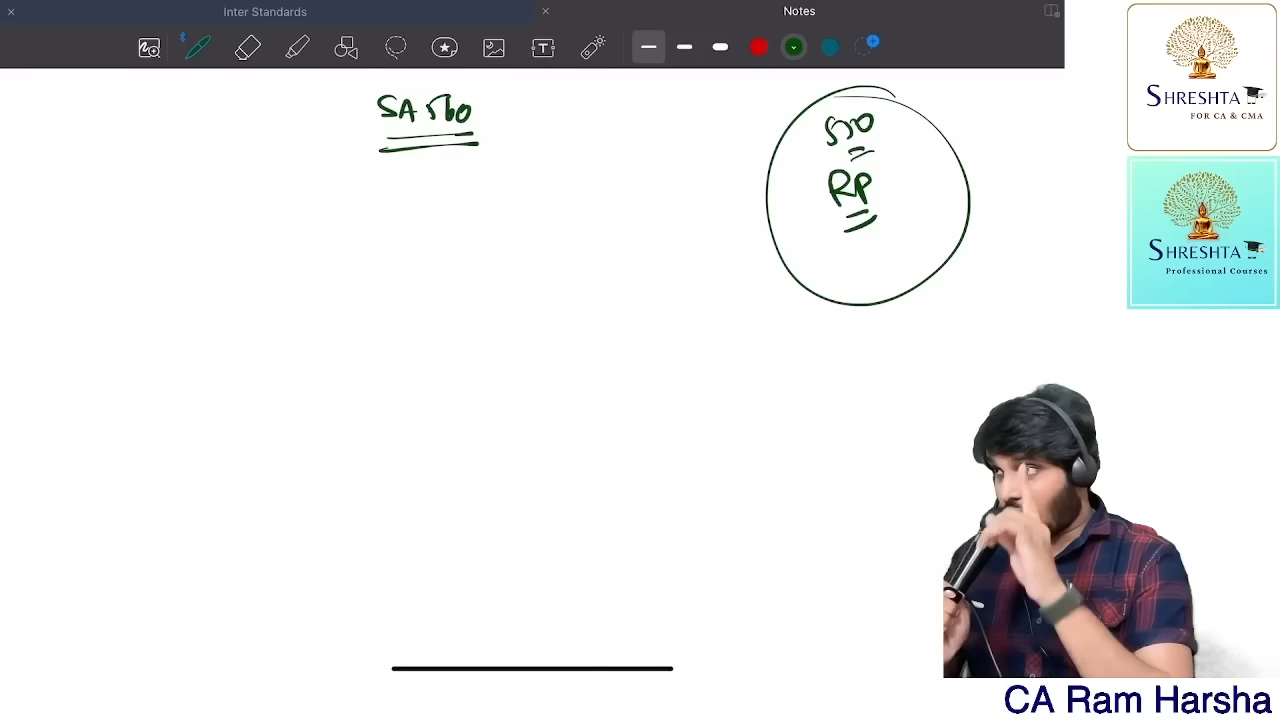 Inter Standards
Notes
SA 560
550
RP
SHRESHTA
FOR CA & CMA
SHRESHTA
Professional Courses
CA Ram Harsha